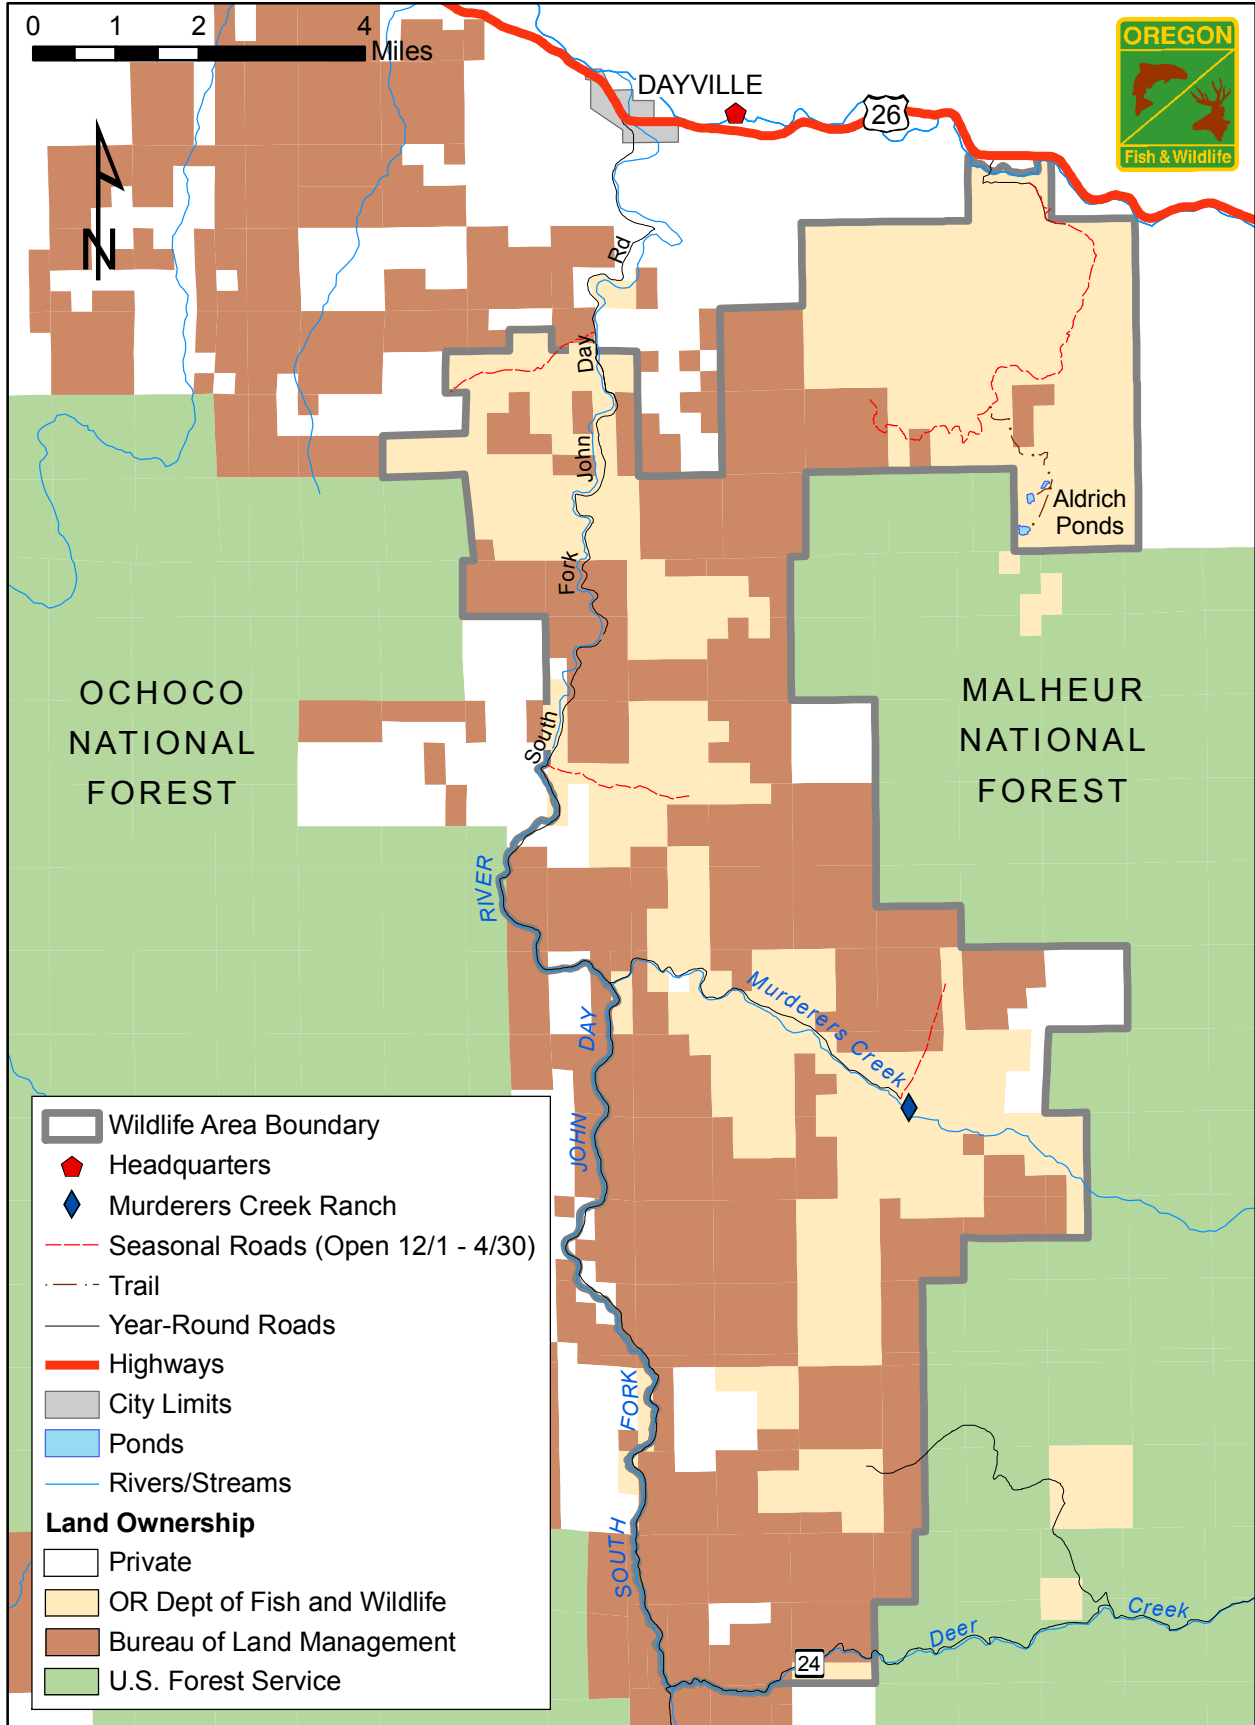 0 1 2 4
Miles
OREGON
Fish & Wildlife
DAYVILLE
26
N
Rd
Day
John
Fork
South
Aldrich
Ponds
OCHOCO
NATIONAL
FOREST
MALHEUR
NATIONAL
FOREST
RIVER
DAY
JOHN
FORK
SOUTH
Murderers Creek
Deer
Creek
24
Wildlife Area Boundary
Headquarters
Murderers Creek Ranch
Seasonal Roads (Open 12/1 - 4/30)
Trail
Year-Round Roads
Highways
City Limits
Ponds
Rivers/Streams
Land Ownership
Private
OR Dept of Fish and Wildlife
Bureau of Land Management
U.S. Forest Service